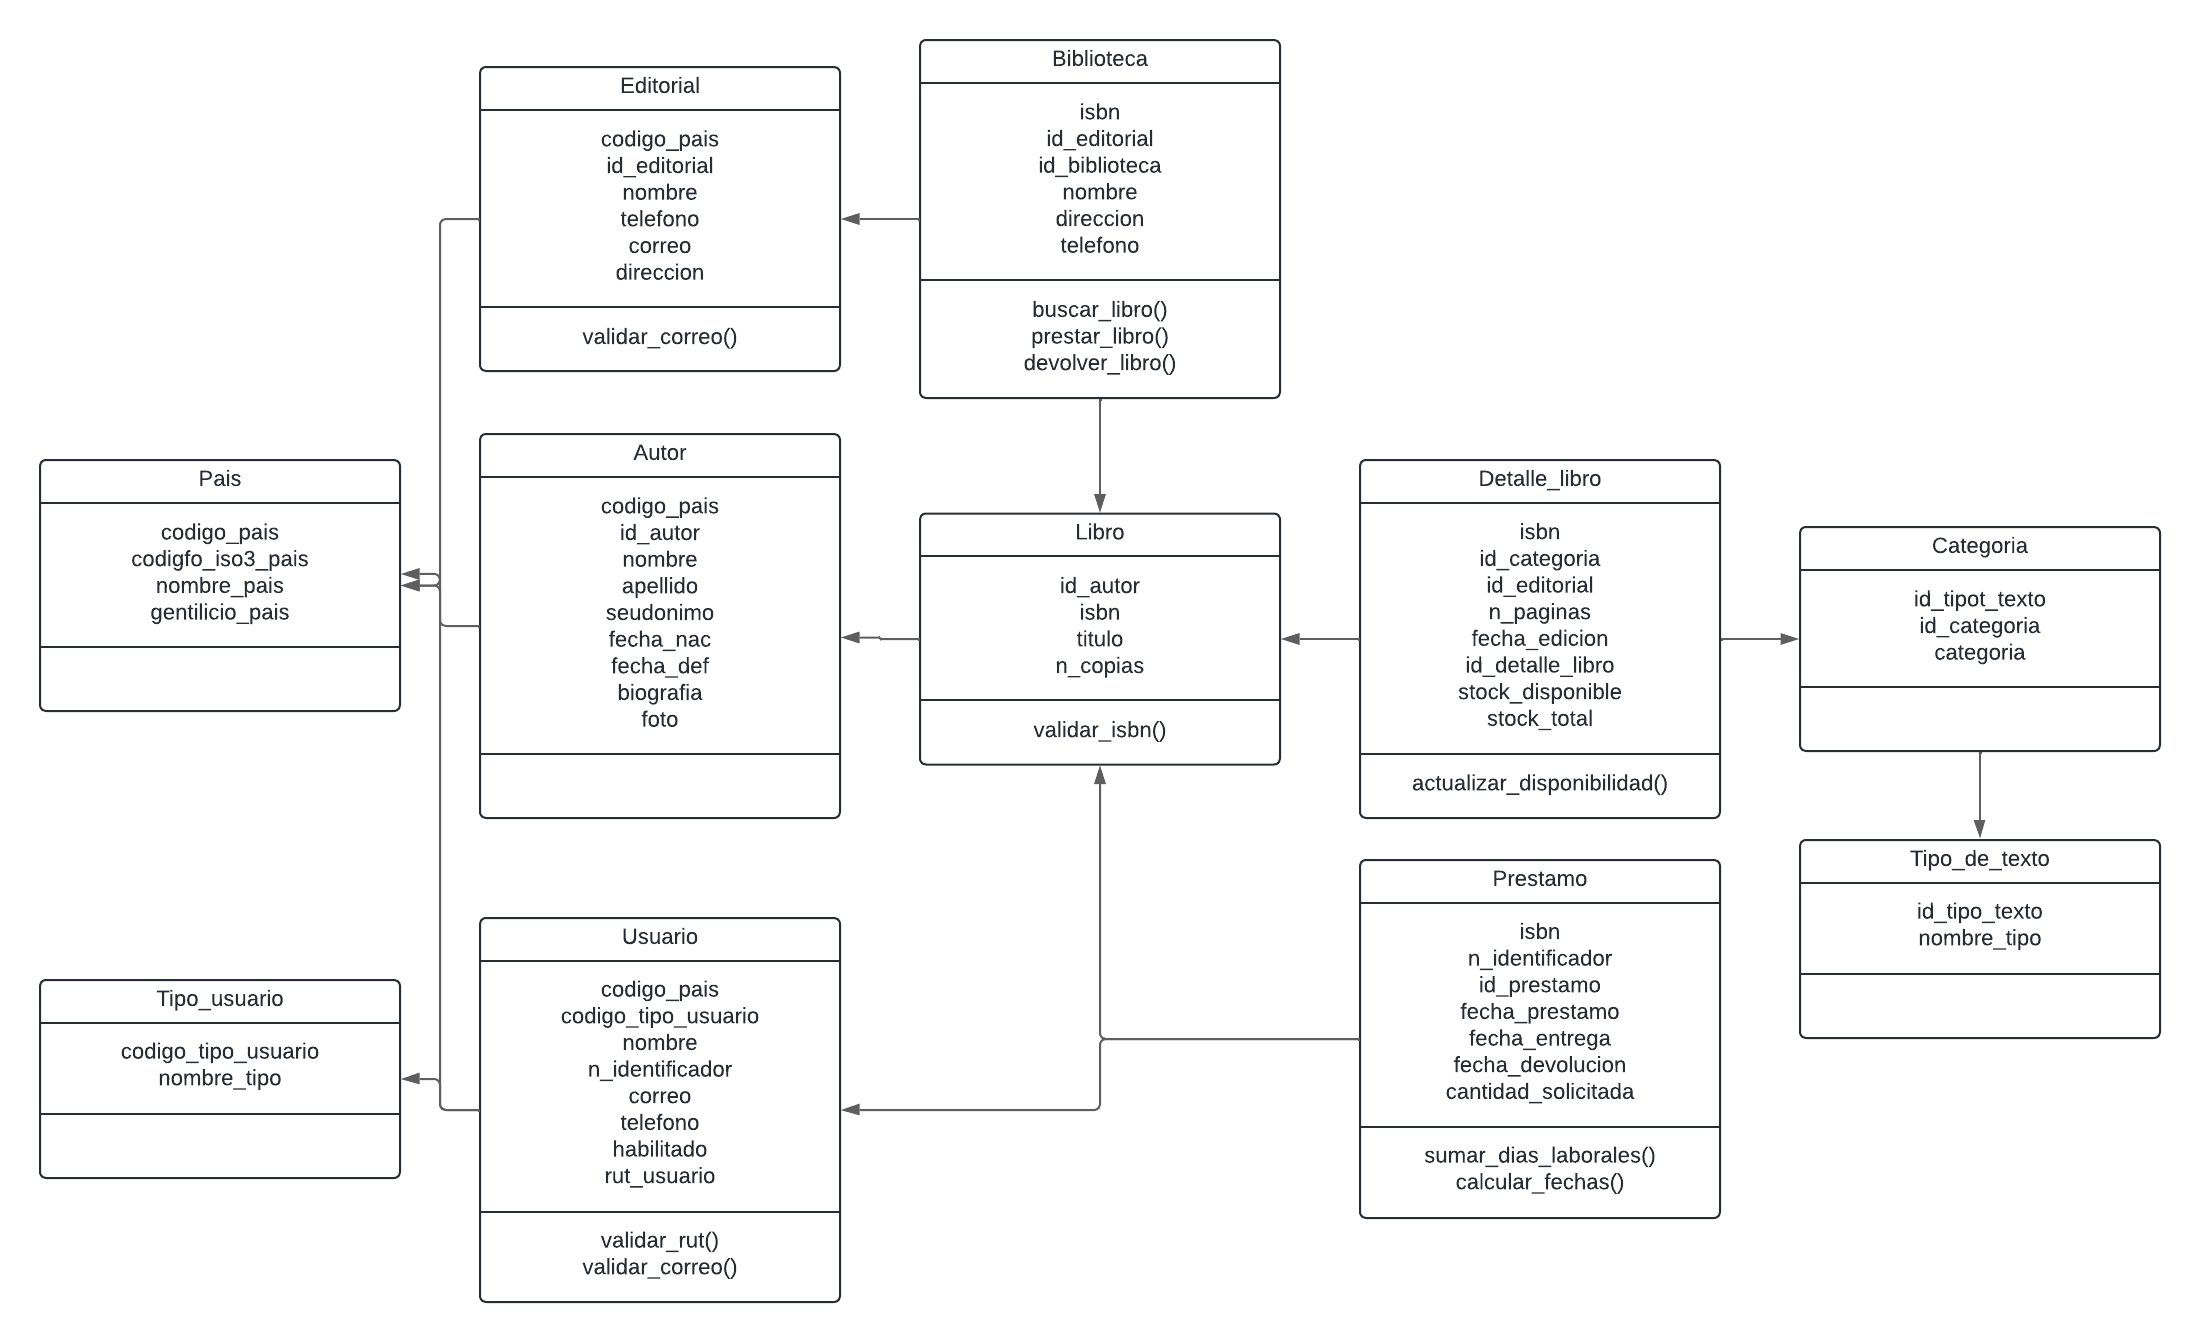 Editorial
codigo_pais
id_editorial
nombre
telefono
correo
direccion
validar_correo()
Biblioteca
isbn
id_editorial
id_biblioteca
nombre
direccion
telefono
buscar_libro()
prestar_libro()
devolver_libro()
Pais
codigo_pais
codigfo_iso3_pais
nombre_pais
gentilicio_pais
Autor
codigo_pais
id_autor
nombre
apellido
seudonimo
fecha_nac
fecha_def
biografia
foto
Libro
id_autor
isbn
titulo
n_copias
validar_isbn()
Detalle_libro
isbn
id_categoria
id_editorial
n_paginas
fecha_edicion
id_detalle_libro
stock_disponible
stock_total
actualizar_disponibilidad()
Categoria
id_tipot_texto
id_categoria
categoria
Tipo_usuario
codigo_tipo_usuario
nombre_tipo
Usuario
codigo_pais
codigo_tipo_usuario
nombre
n_identificador
correo
telefono
habilitado
rut_usuario
validar_rut()
validar_correo()
Prestamo
isbn
n_identificador
id_prestamo
fecha_prestamo
fecha_entrega
fecha_devolucion
cantidad_solicitada
sumar_dias_laborales()
calcular_fechas()
Tipo_de_texto
id_tipo_texto
nombre_tipo